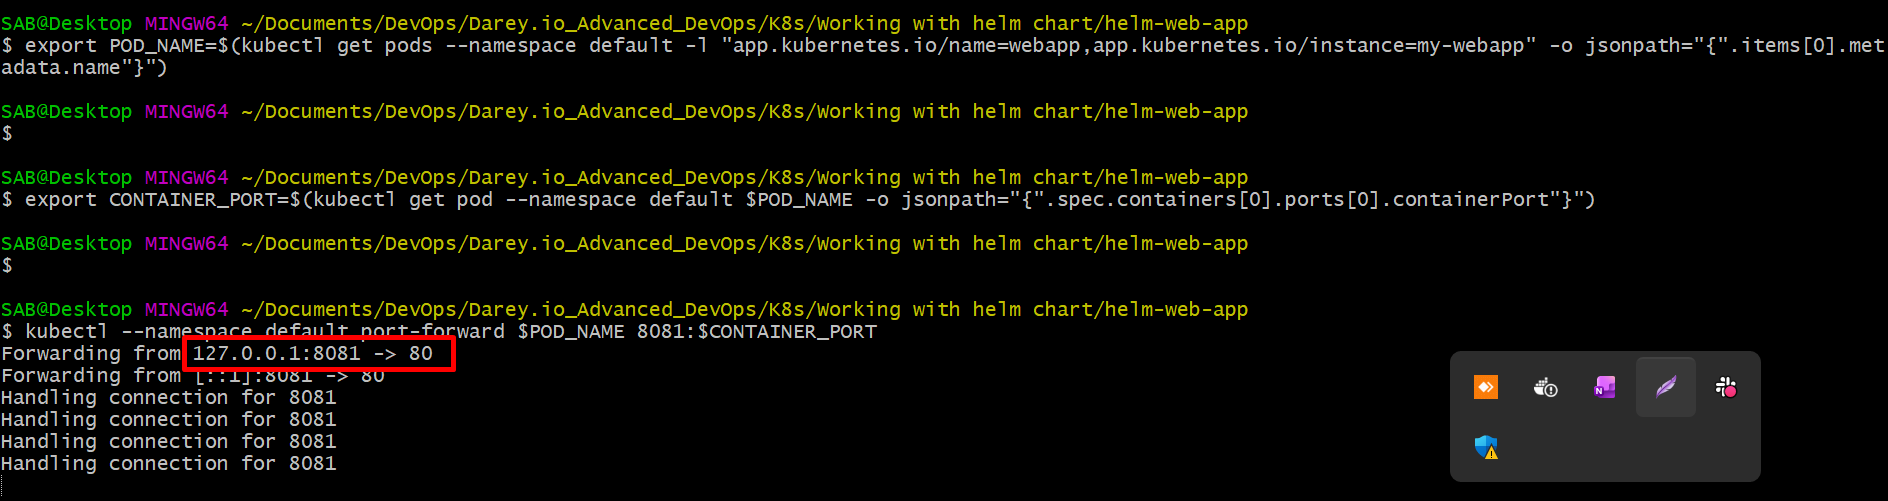 SAB@Desktop MINGW64 ~/Documents/DevOps/Darey.io_Advanced_DevOps/K8s/Working with helm chart/helm-web-app
$ export POD_NAME=$(kubectl get pods --namespace default -l "app.kubernetes.io/name=webapp,app.kubernetes.io/instance=my-webapp" -o jsonpath="{".items[0].met
adata.name"}")
SAB@Desktop MINGW64 ~/Documents/DevOps/Darey.io_Advanced_DevOps/K8s/Working with helm chart/helm-web-app
$
SAB@Desktop MINGW64 ~/Documents/DevOps/Darey.io_Advanced_DevOps/K8s/Working with helm chart/helm-web-app
$ export CONTAINER_PORT=$(kubectl get pod --namespace default $POD_NAME -o jsonpath="{".spec.containers[0].ports[0].containerPort"}")
SAB@Desktop MINGW64 ~/Documents/DevOps/Darey.io_Advanced_DevOps/K8s/Working with helm chart/helm-web-app
$
SAB@Desktop MINGW64 ~/Documents/DevOps/Darey.io_Advanced_DevOps/K8s/Working with helm chart/helm-web-app
$ kubectl --namespace default port-forward $POD_NAME 8081:$CONTAINER_PORT
Forwarding from 127.0.0.1:8081 -> 80
Forwarding from [::1]:8081 -> 80
Handling connection for 8081
Handling connection for 8081
Handling connection for 8081
Handling connection for 8081
N